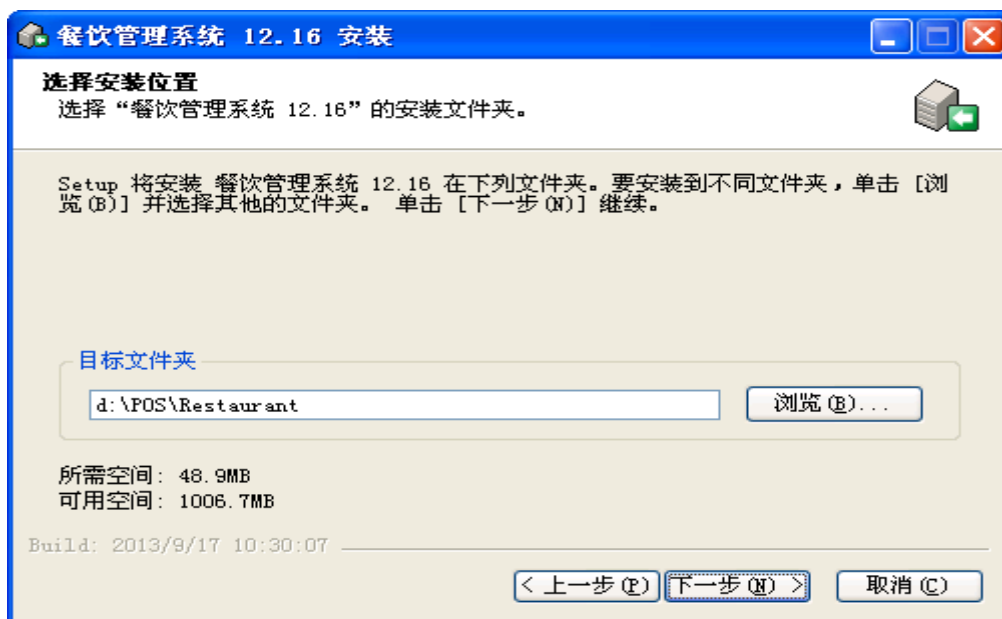 餐饮管理系统 12.16 安装
选择安装位置
选择“餐饮管理系统 12.16”的安装文件夹。
Setup 将安装 餐饮管理系统 12.16 在下列文件夹。要安装到不同文件夹，单击 [浏
览(B)] 并选择其他的文件夹。 单击 [下一步(N)] 继续。
目标文件夹
d:\POS\Restaurant
浏览(B)...
所需空间: 48.9MB
可用空间: 1006.7MB
Build: 2013/9/17 10:30:07
< 上一步(P) 下一步(N) > 取消(C)